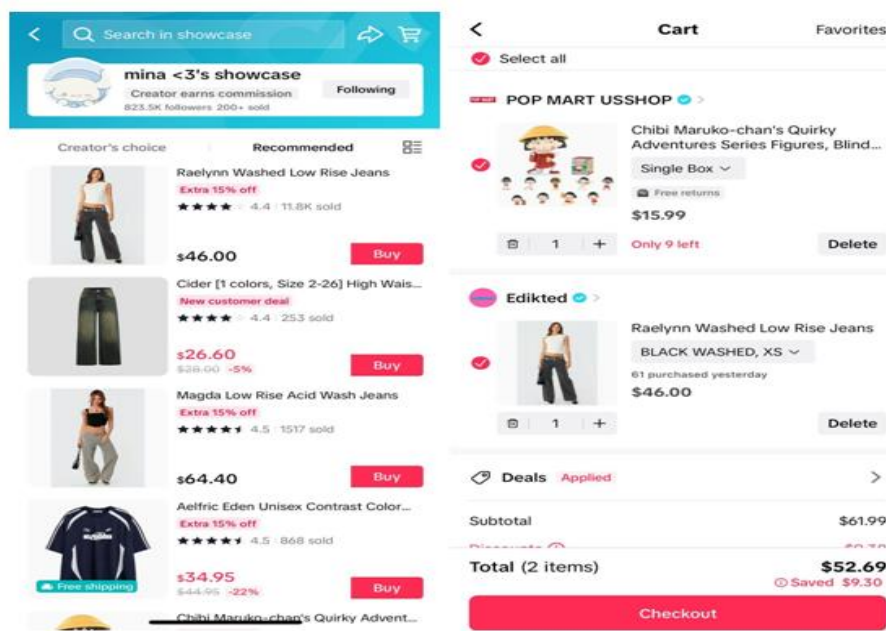 Search in showcase
mina <3's showcase
Creator earns commission
Following
823.5K followers 200+ sold
Creator's choice
Recommended
Raelynn Washed Low Rise Jeans
Extra 15% off
4.4 11.8K sold
$46.00
Buy
Cider [1 colors, Size 2-26] High Wais...
New customer deal
4.4 253 sold
$26.60
$28.00 -5%
Buy
Magda Low Rise Acid Wash Jeans
Extra 15% off
4.5 1517 sold
$64.40
Buy
Aelfric Eden Unisex Contrast Color...
Extra 15% off
4.5 868 sold
Free shipping
$34.95
$44.95 -22%
Buy
Chibi Maruko-chan's Quirky Advent...
Cart
Favorites
Select all
POP MART
POP MART USSHOP
Chibi Maruko-chan's Quirky
Adventures Series Figures, Blind...
Single Box
Free returns
$15.99
1 +
Only 9 left
Delete
Edikted
Raelynn Washed Low Rise Jeans
BLACK WASHED, XS
61 purchased yesterday
$46.00
1 +
Delete
Deals Applied
Subtotal
$61.99
Total (2 items)
$52.69
Saved $9.30
Checkout